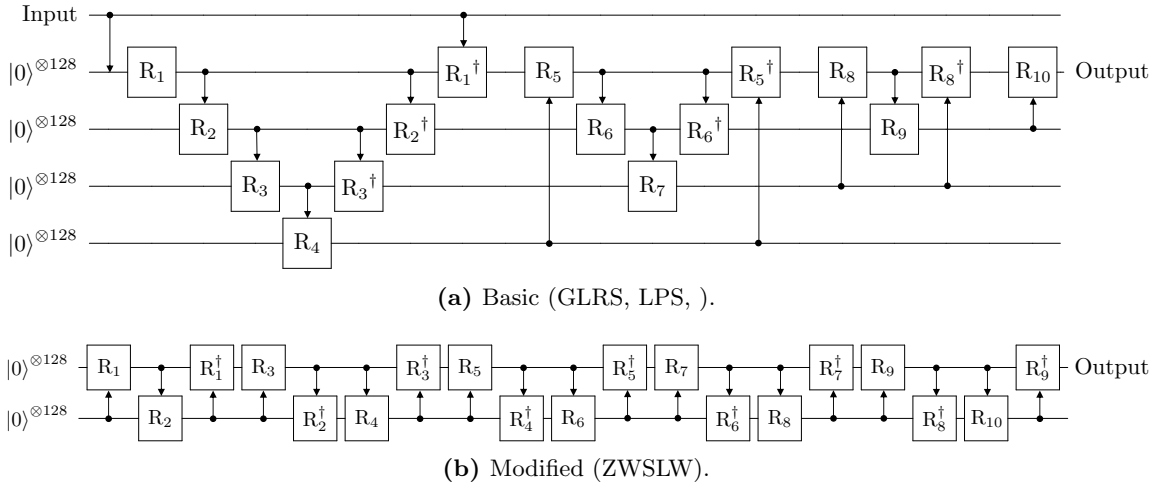 Input
|0⟩⊗128 R1 R1† R5 R5† R8 R8† R10 Output
|0⟩⊗128 R2 R2† R6 R6† R9
|0⟩⊗128 R3 R3† R7
|0⟩⊗128 R4
(a) Basic (GLRS, LPS, ).
|0⟩⊗128 R1 R1† R3 R3† R5 R5† R7 R7† R9 R9† Output
|0⟩⊗128 R2 R2† R4 R4† R6 R6† R8 R8† R10
(b) Modified (ZWSLW).